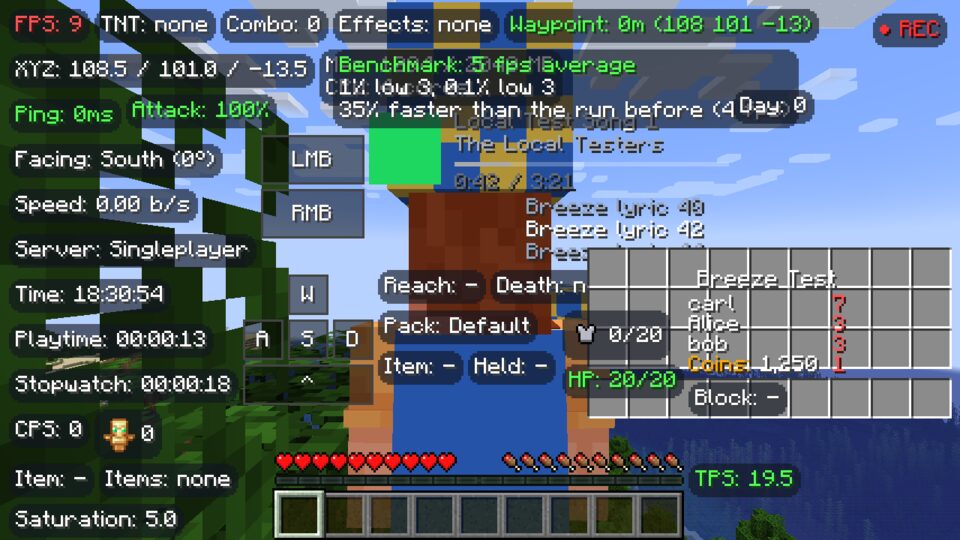 FPS: 9 TNT: none Combo: 0 Effects: none Waypoint: 0m (108 101 -13) REC
XYZ: 108.5 / 101.0 / -13.5
Benchmark: 5 fps average
1% low 3, 0.1% low 3
35% faster than the run before (4 Day: 0
Ping: 0ms Attack: 100%
Local Test Song 1
The Local Testers
0:42 / 3:21
Facing: South (0°) LMB
Speed: 0.00 b/s RMB
Breeze lyric 40
Breeze lyric 42
Breeze lyric
Server: Singleplayer
Reach: - Death: n
Time: 18:30:54 W
Pack: Default
Playtime: 00:00:13 A S D
0/20
Item: - Held: -
HP: 20/20
Breeze Test
carl 7
Alice 3
bob 3
Coins: 1,250 1
Block: -
Stopwatch: 00:00:18 ^
CPS: 0 0
Item: - Items: none
TPS: 19.5
Saturation: 5.0